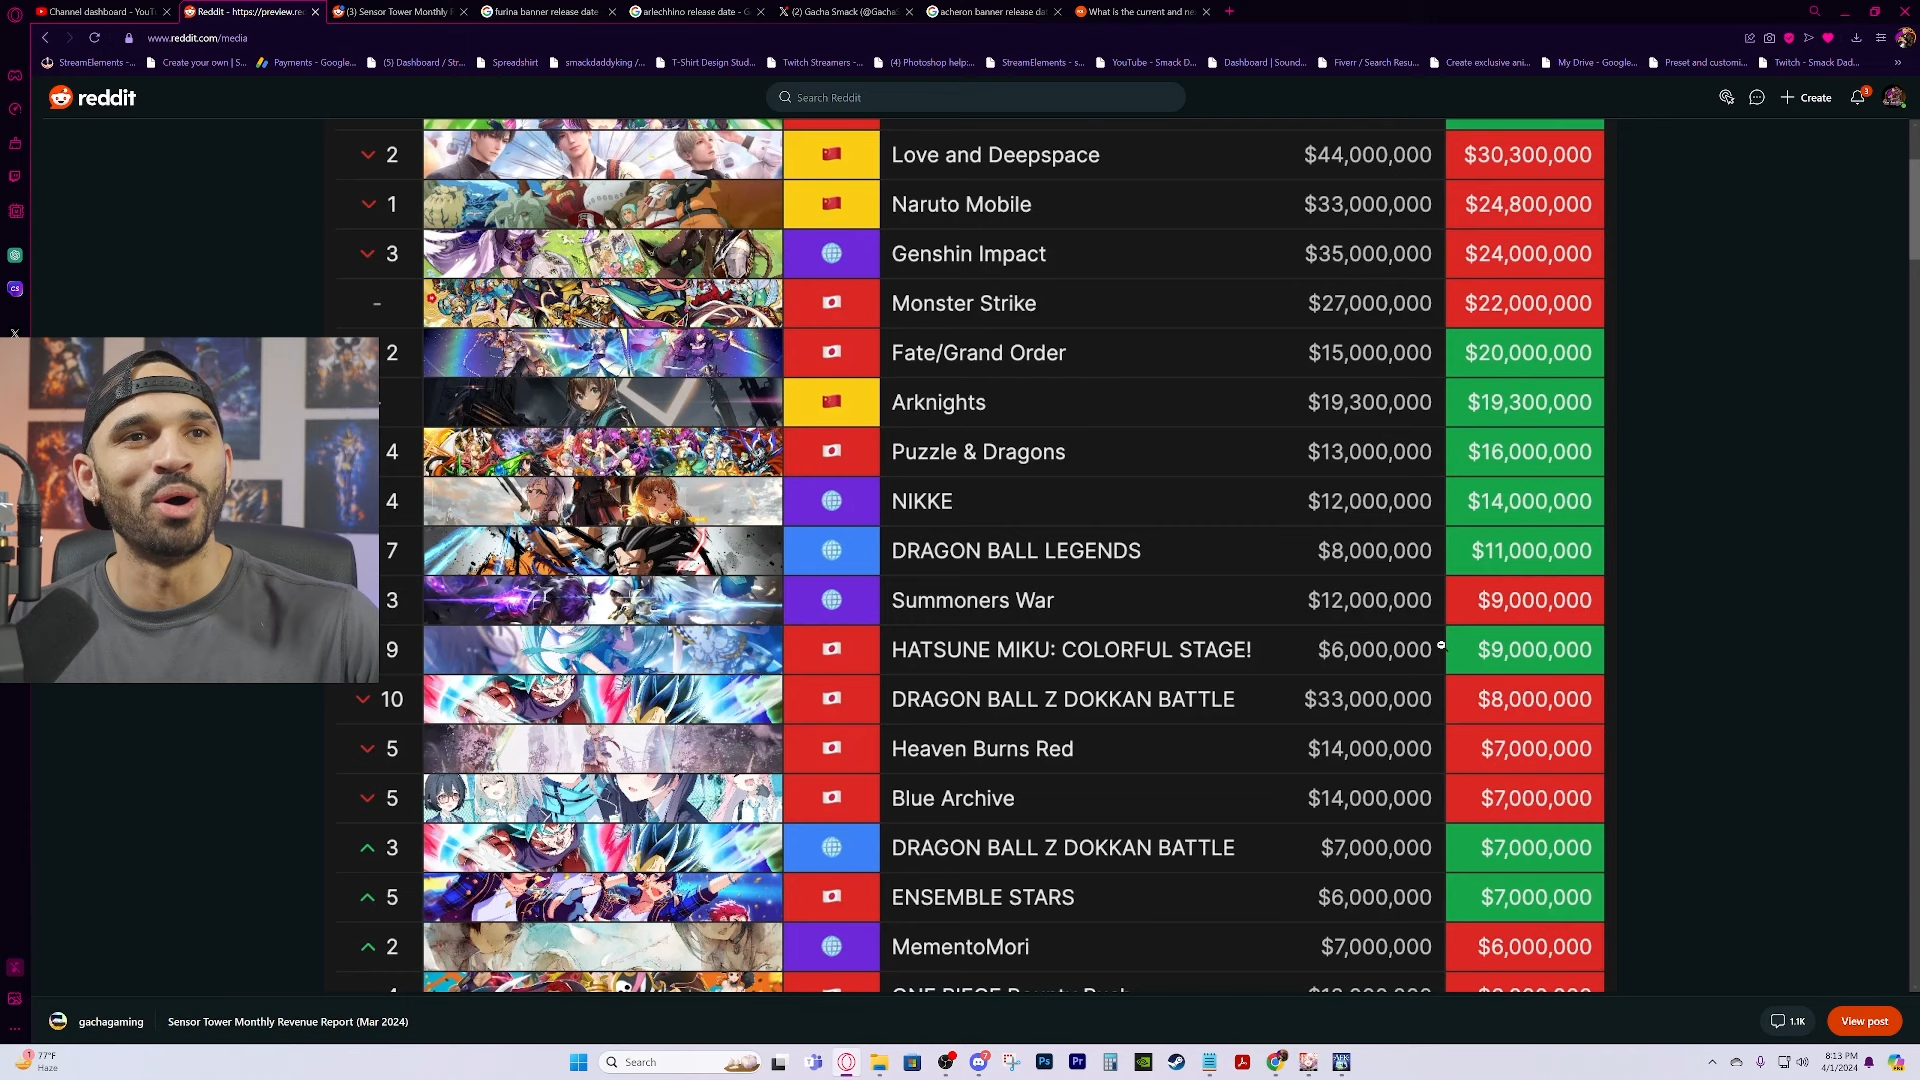 Channel dashboard - YouT
Reddit - https://preview.re
(3) Sensor Tower Monthly R
furina banner release date
arlechhino release date - G
(2) Gacha Smack (@GachaS
acheron banner release dat
What is the current and ne
www.reddit.com/media
StreamElements -...
Create your own | S...
Payments - Google...
(5) Dashboard / Str...
Spreadshirt
smackdaddyking /...
T-Shirt Design Stud...
Twitch Streamers -...
(4) Photoshop help:...
StreamElements - s...
YouTube - Smack D...
Dashboard | Sound...
Fiverr / Search Resu...
Create exclusive ani...
My Drive - Google...
Preset and customi...
Twitch - Smack Dad...
reddit
Search Reddit
Create
3
2 Love and Deepspace $44,000,000 $30,300,000
1 Naruto Mobile $33,000,000 $24,800,000
3 Genshin Impact $35,000,000 $24,000,000
- Monster Strike $27,000,000 $22,000,000
2 Fate/Grand Order $15,000,000 $20,000,000
Arknights $19,300,000 $19,300,000
4 Puzzle & Dragons $13,000,000 $16,000,000
4 NIKKE $12,000,000 $14,000,000
7 DRAGON BALL LEGENDS $8,000,000 $11,000,000
3 Summoners War $12,000,000 $9,000,000
9 HATSUNE MIKU: COLORFUL STAGE! $6,000,000 $9,000,000
10 DRAGON BALL Z DOKKAN BATTLE $33,000,000 $8,000,000
5 Heaven Burns Red $14,000,000 $7,000,000
5 Blue Archive $14,000,000 $7,000,000
3 DRAGON BALL Z DOKKAN BATTLE $7,000,000 $7,000,000
5 ENSEMBLE STARS $6,000,000 $7,000,000
2 MementoMori $7,000,000 $6,000,000
gachagaming
Sensor Tower Monthly Revenue Report (Mar 2024)
1.1K
View post
1
77°F
Haze
Search
7
Ps
Pr
AFK
8:13 PM
4/1/2024